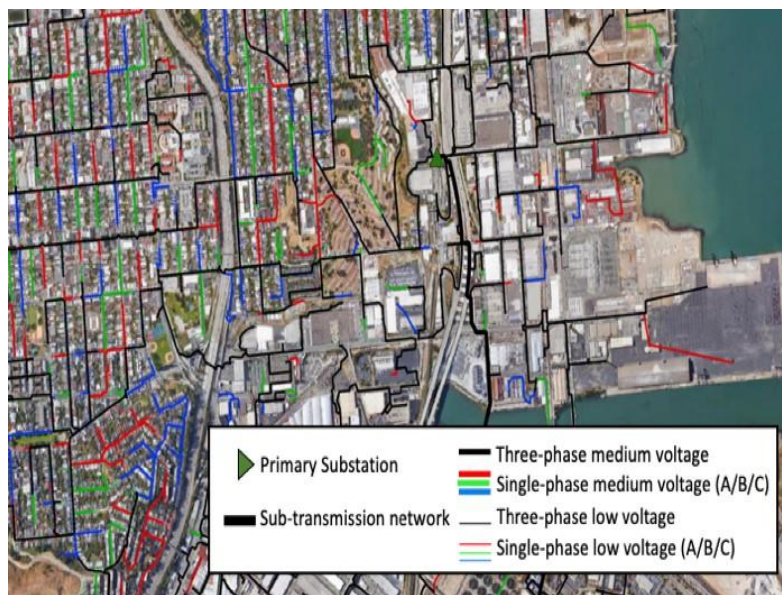 Primary Substation
Sub-transmission network
Three-phase medium voltage
Single-phase medium voltage (A/B/C)
Three-phase low voltage
Single-phase low voltage (A/B/C)